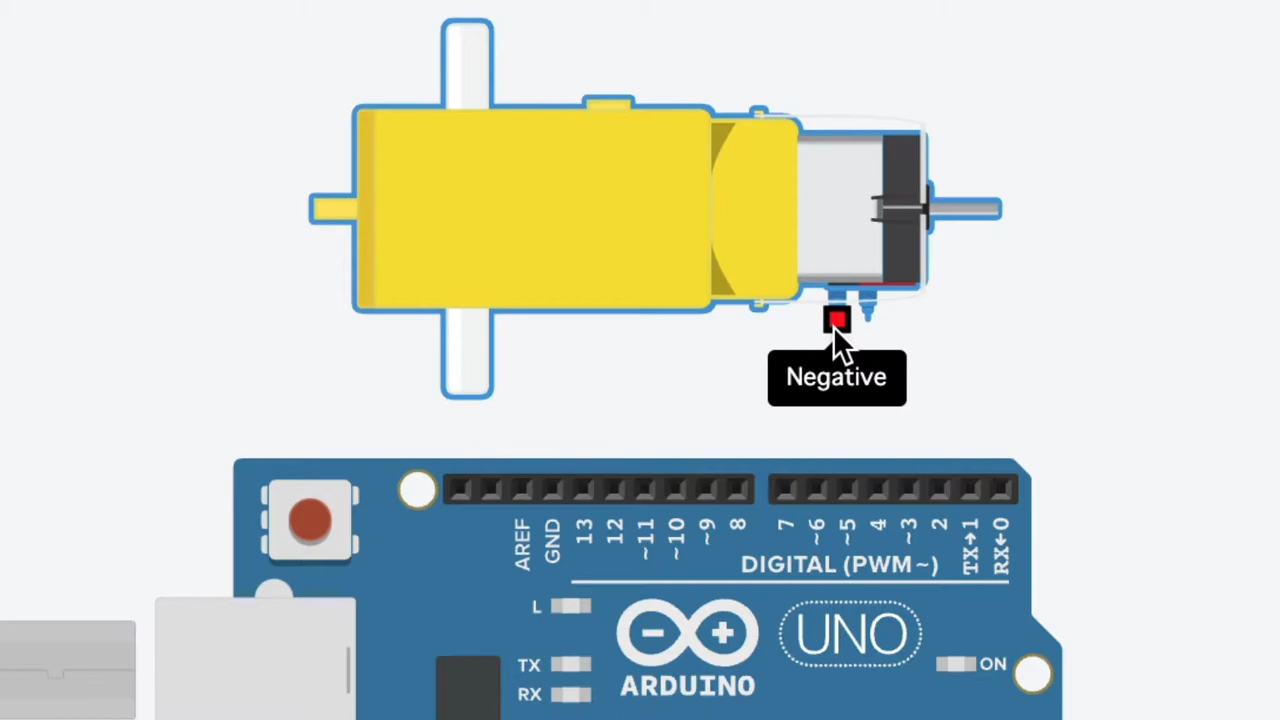 Negative
AREF
GND
13
12
~11
~10
~9
8
7
~6
~5
4
~3
2
TX→1
RX←0
DIGITAL (PWM~)
L
UNO
TX
ON
RX
ARDUINO